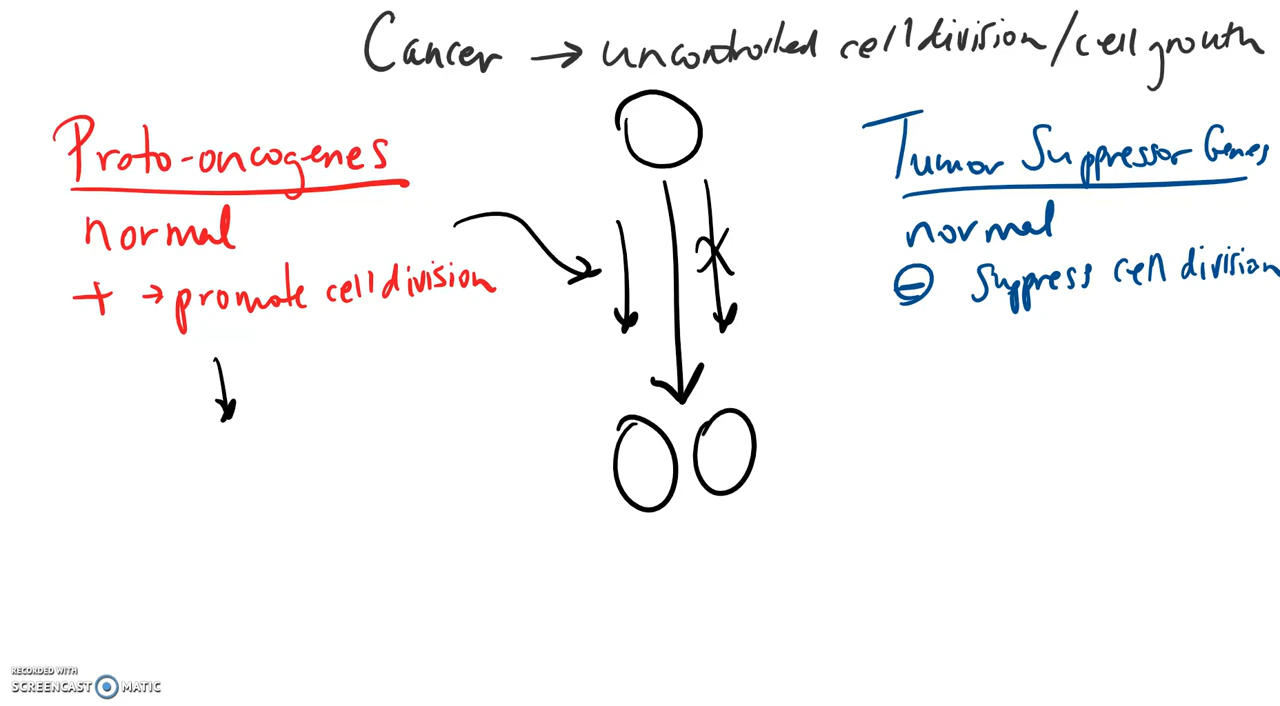 Cancer → uncontrolled cell division/cell growth
Proto-oncogenes
normal
+ → promote cell division
Tumor Suppressor Genes
normal
⊖ Suppress cell division
RECORDED WITH
SCREENCAST MATIC